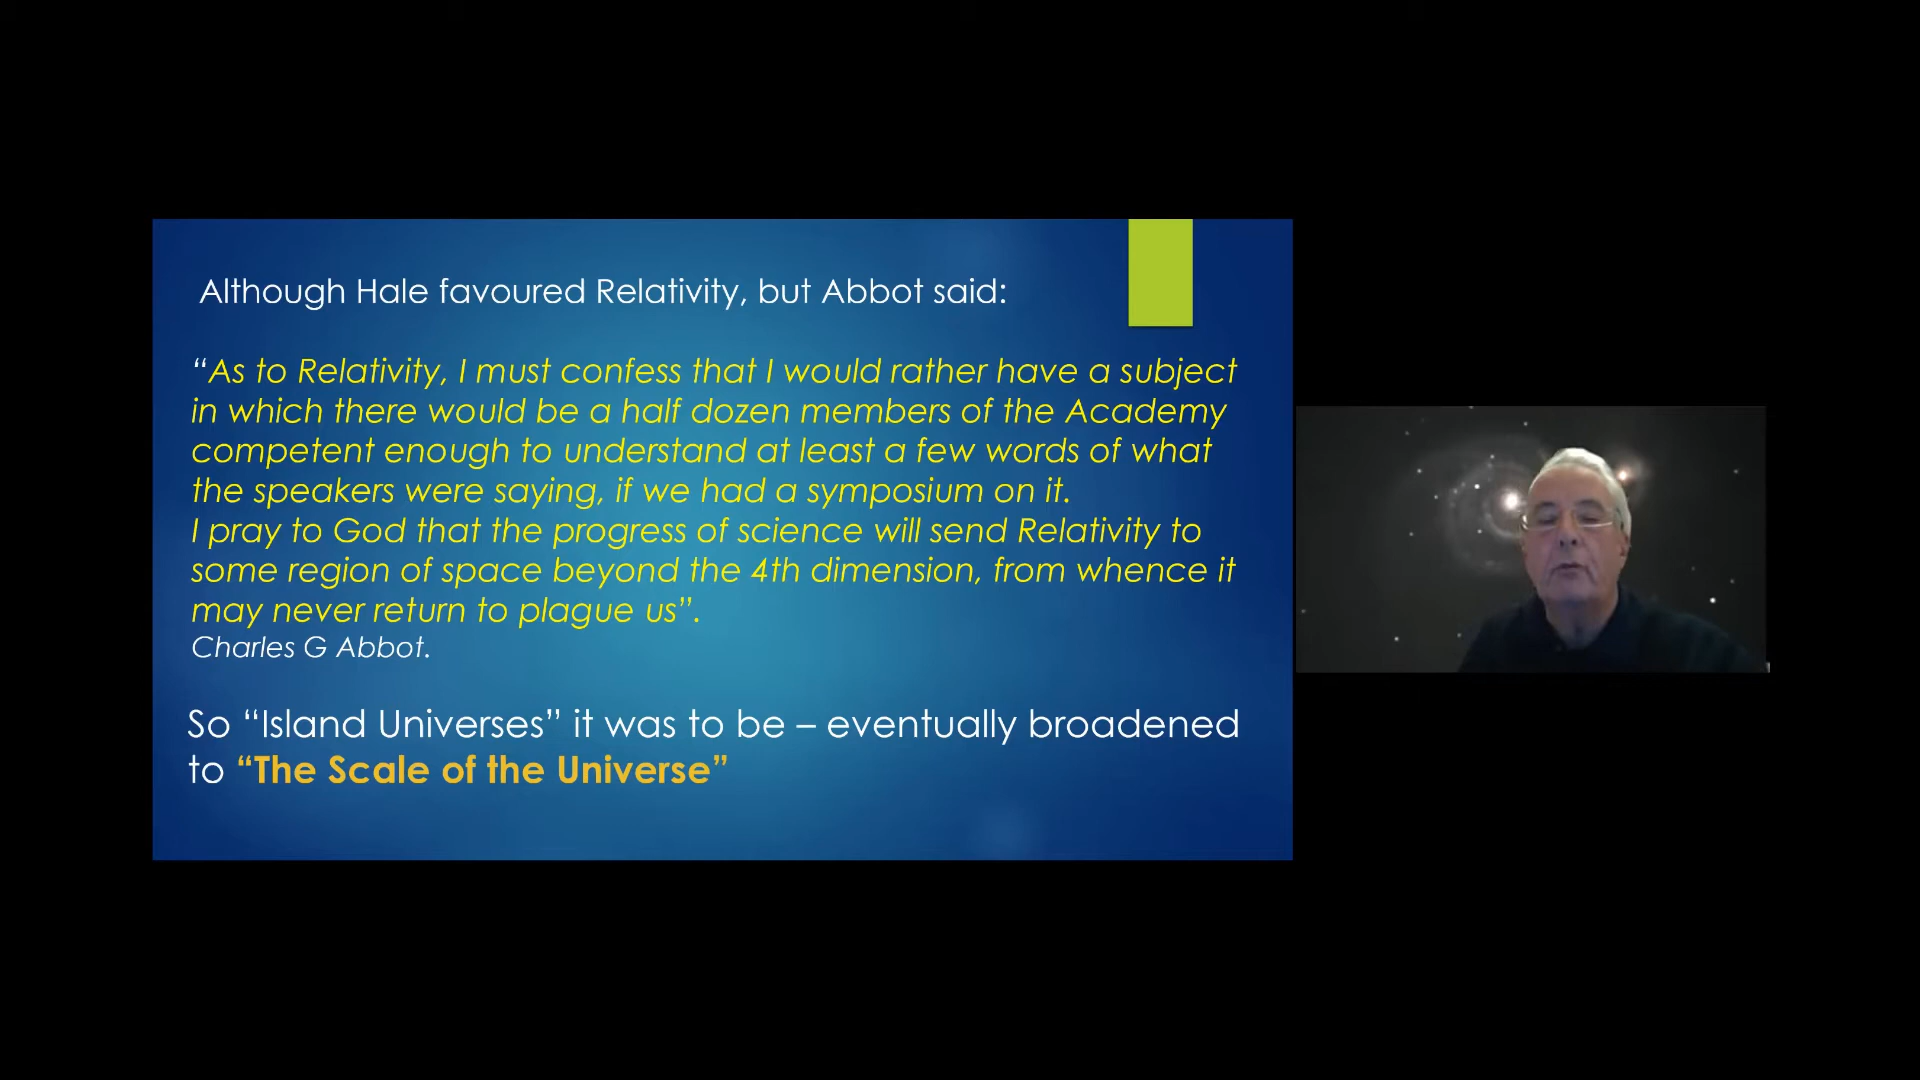 Although Hale favoured Relativity, but Abbot said:
“As to Relativity, I must confess that I would rather have a subject
in which there would be a half dozen members of the Academy
competent enough to understand at least a few words of what
the speakers were saying, if we had a symposium on it.
I pray to God that the progress of science will send Relativity to
some region of space beyond the 4th dimension, from whence it
may never return to plague us”.
Charles G Abbot.
So “Island Universes” it was to be – eventually broadened
to “The Scale of the Universe”